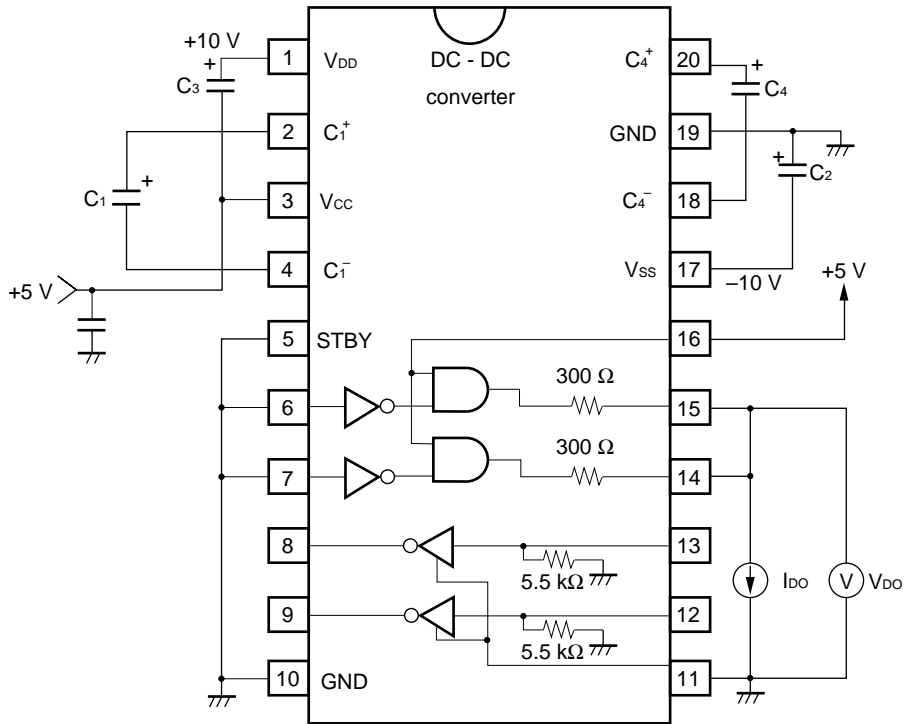 +10 V
+
C3
1
VDD
DC - DC
converter
C4+
20
+
C4
2
C1+
GND
19
+
C1
+
C2
3
VCC
C4−
18
4
C1−
VSS
17
–10 V
+5 V
+5 V
5
STBY
16
300 Ω
6
15
300 Ω
7
14
8
13
5.5 kΩ
IDO
V
VDO
9
12
5.5 kΩ
10
GND
11